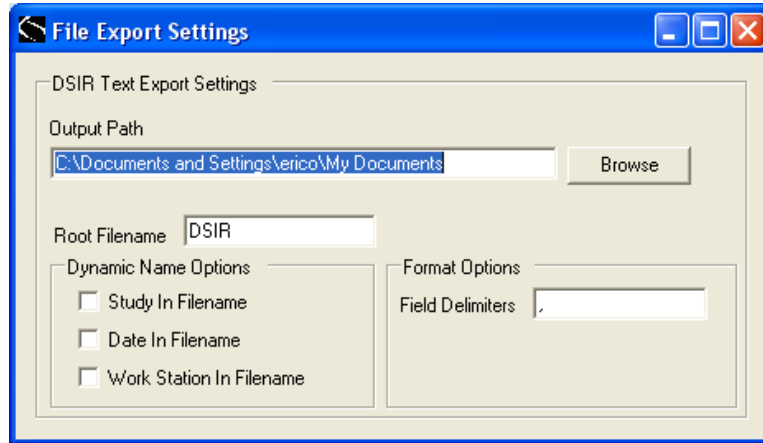 File Export Settings
DSIR Text Export Settings
Output Path
C:\Documents and Settings\erico\My Documents
Browse
Root Filename DSIR
Dynamic Name Options
Study In Filename
Date In Filename
Work Station In Filename
Format Options
Field Delimiters ,